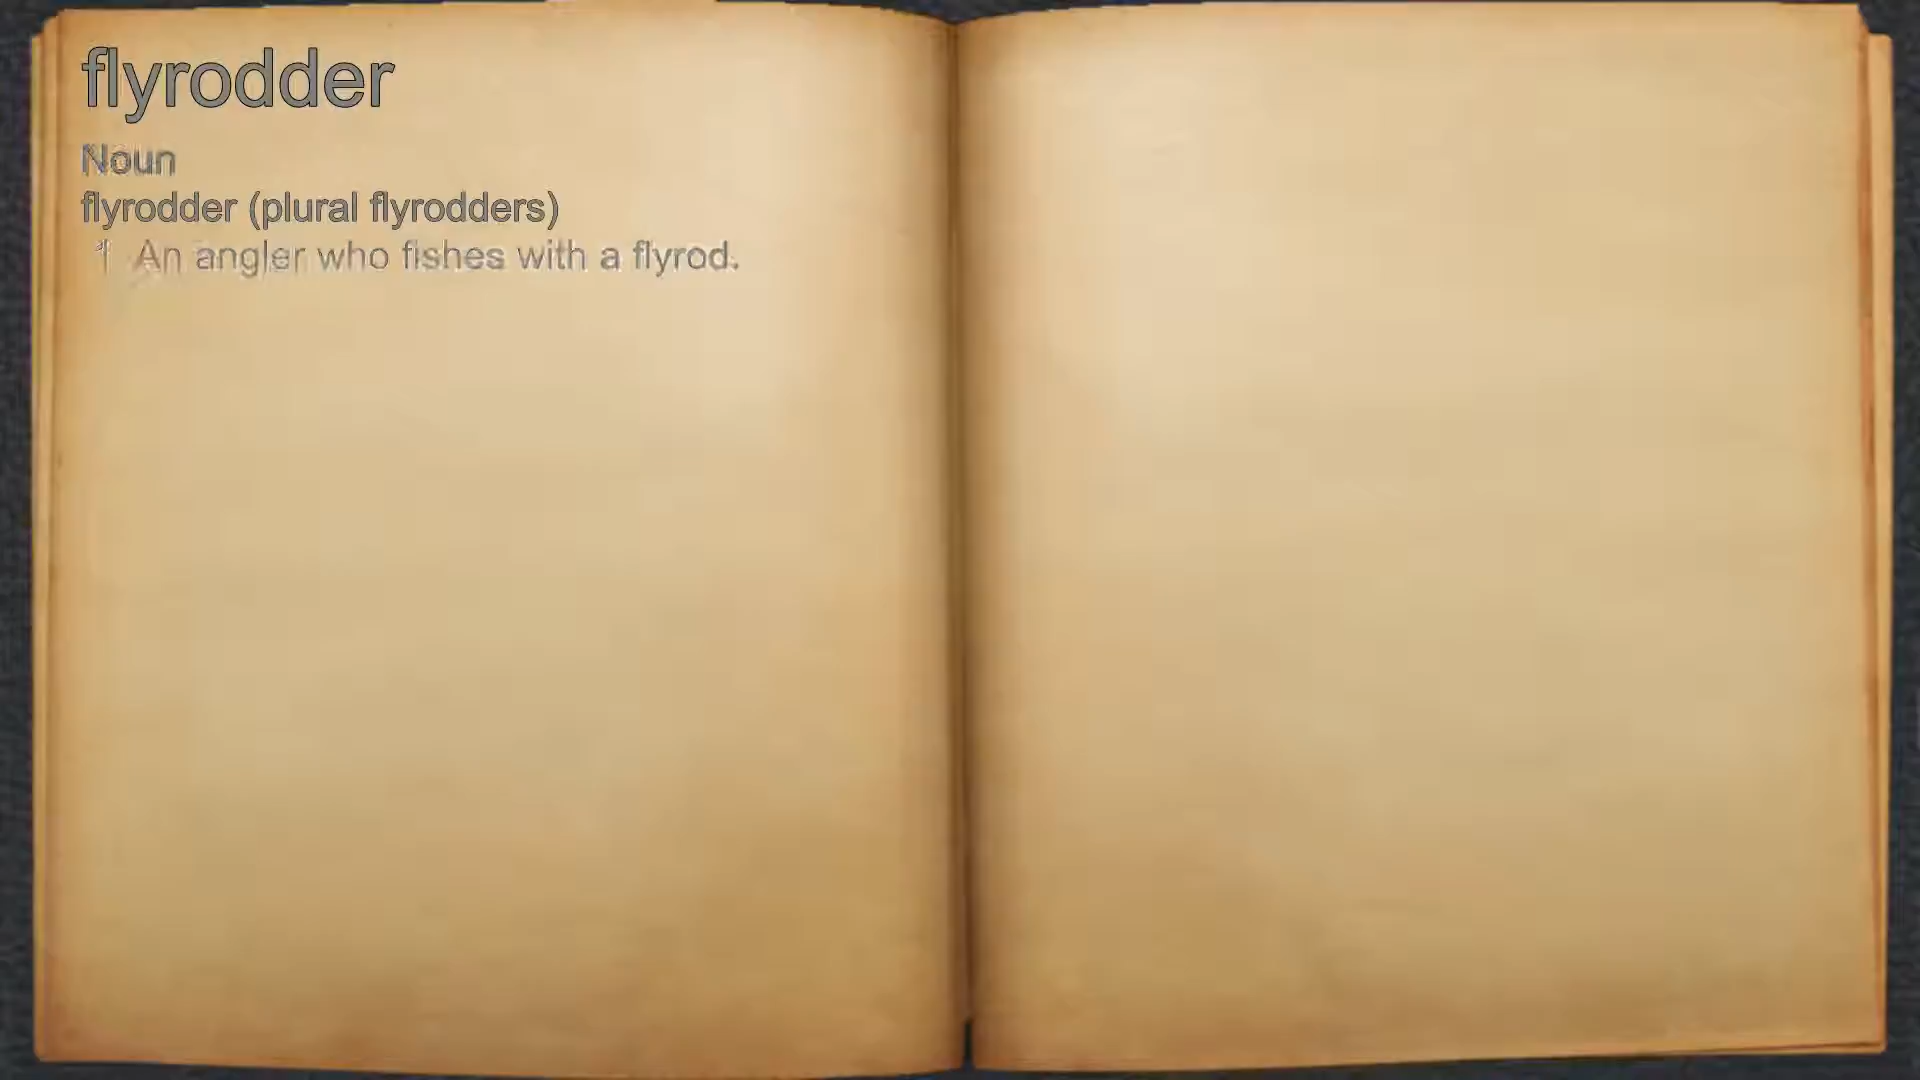 flyrodder
Noun
flyrodder (plural flyrodders)
1 An angler who fishes with a flyrod.